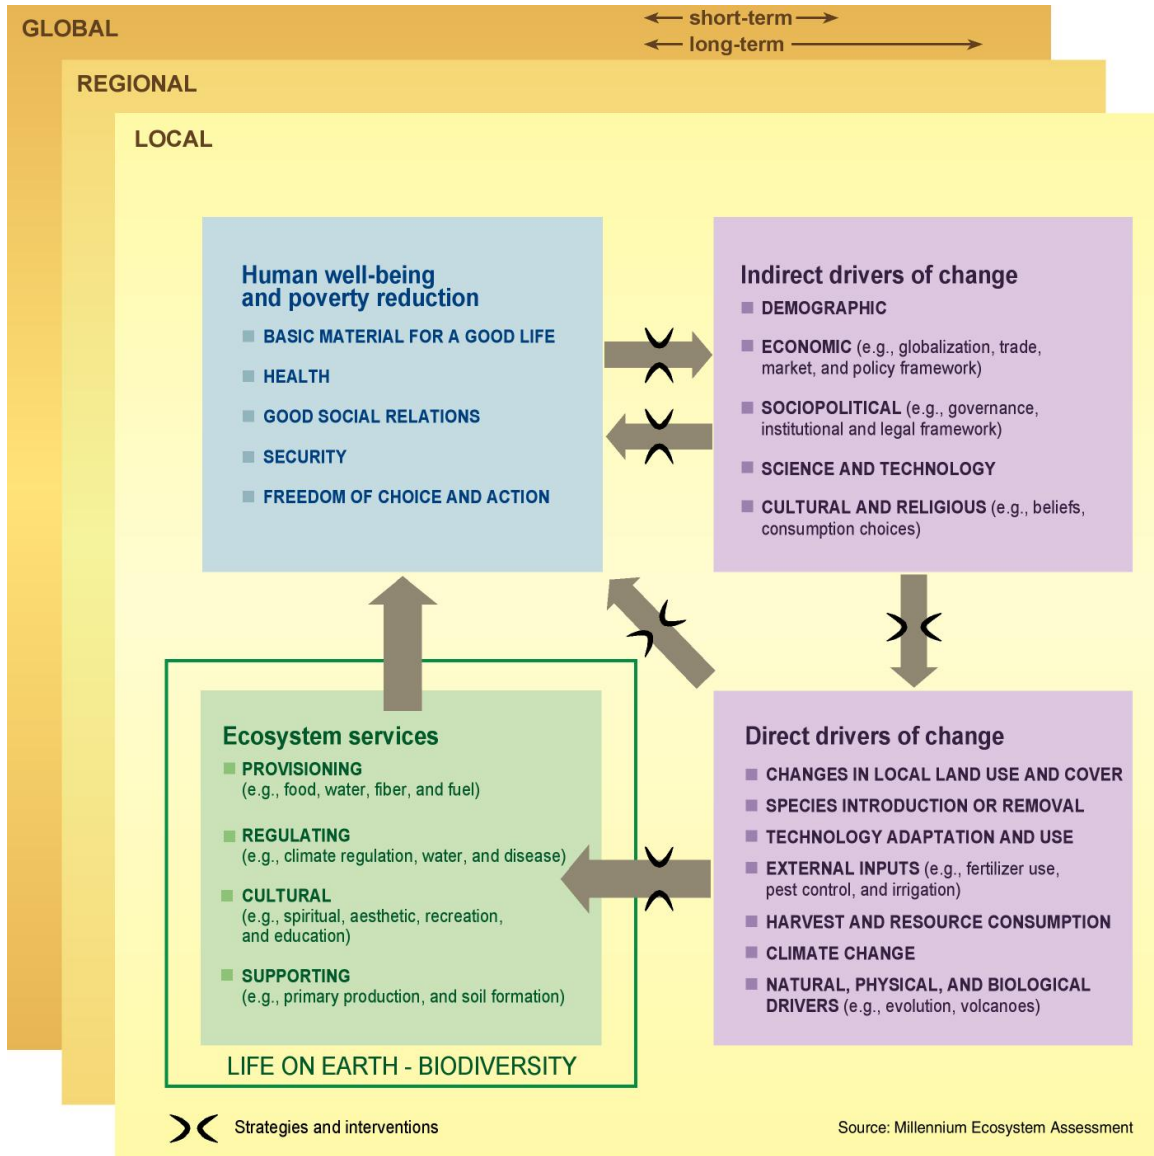 GLOBAL
short-term
long-term
REGIONAL
LOCAL
Human well-being
and poverty reduction
BASIC MATERIAL FOR A GOOD LIFE
HEALTH
GOOD SOCIAL RELATIONS
SECURITY
FREEDOM OF CHOICE AND ACTION
Indirect drivers of change
DEMOGRAPHIC
ECONOMIC (e.g., globalization, trade,
market, and policy framework)
SOCIOPOLITICAL (e.g., governance,
institutional and legal framework)
SCIENCE AND TECHNOLOGY
CULTURAL AND RELIGIOUS (e.g., beliefs,
consumption choices)
Ecosystem services
PROVISIONING
(e.g., food, water, fiber, and fuel)
REGULATING
(e.g., climate regulation, water, and disease)
CULTURAL
(e.g., spiritual, aesthetic, recreation,
and education)
SUPPORTING
(e.g., primary production, and soil formation)
LIFE ON EARTH - BIODIVERSITY
Direct drivers of change
CHANGES IN LOCAL LAND USE AND COVER
SPECIES INTRODUCTION OR REMOVAL
TECHNOLOGY ADAPTATION AND USE
EXTERNAL INPUTS (e.g., fertilizer use,
pest control, and irrigation)
HARVEST AND RESOURCE CONSUMPTION
CLIMATE CHANGE
NATURAL, PHYSICAL, AND BIOLOGICAL
DRIVERS (e.g., evolution, volcanoes)
Strategies and interventions
Source: Millennium Ecosystem Assessment